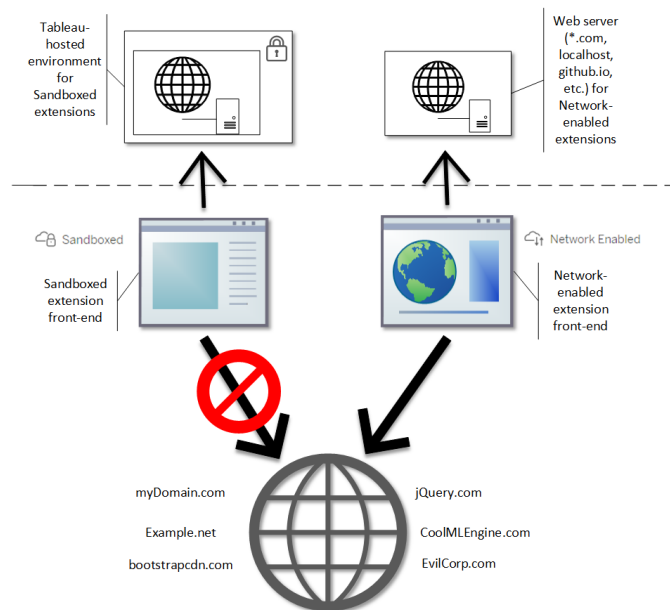 Tableau-
hosted
environment
for
Sandboxed
extensions
Web server
(*.com,
localhost,
github.io,
etc.) for
Network-
enabled
extensions
Sandboxed
Network Enabled
Sandboxed
extension
front-end
Network-
enabled
extension
front-end
myDomain.com
jQuery.com
Example.net
CoolMLEngine.com
bootstrapcdn.com
EvilCorp.com